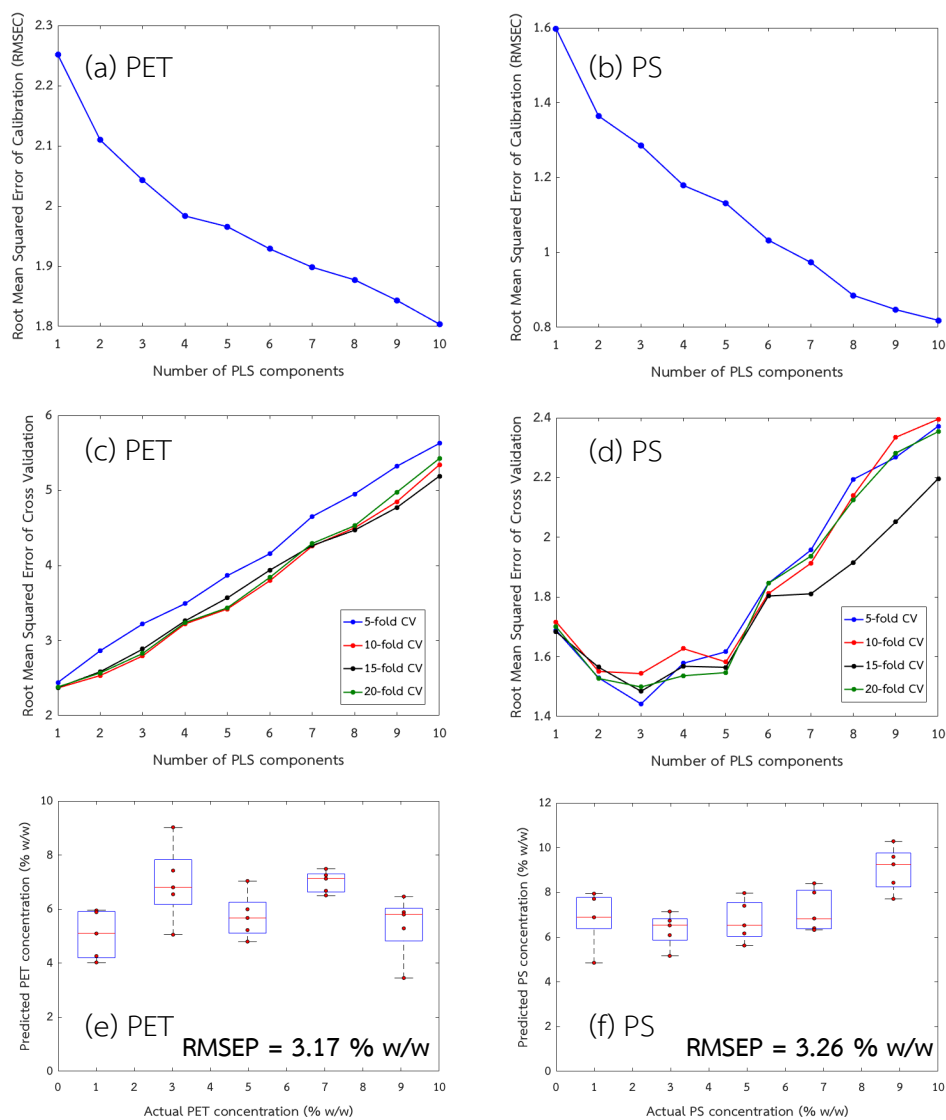 (a) PET
Root Mean Squared Error of Calibration (RMSEC)
2.3
2.2
2.1
2
1.9
1.8
1 2 3 4 5 6 7 8 9 10
Number of PLS components
(b) PS
Root Mean Squared Error of Calibration (RMSEC)
1.6
1.4
1.2
1
0.8
1 2 3 4 5 6 7 8 9 10
Number of PLS components
(c) PET
Root Mean Squared Error of Cross Validation
6
5
4
3
2
5-fold CV
10-fold CV
15-fold CV
20-fold CV
1 2 3 4 5 6 7 8 9 10
Number of PLS components
(d) PS
Root Mean Squared Error of Cross Validation
2.4
2.2
2
1.8
1.6
1.4
5-fold CV
10-fold CV
15-fold CV
20-fold CV
1 2 3 4 5 6 7 8 9 10
Number of PLS components
Predicted PET concentration (% w/w)
10
8
6
4
2
0
(e) PET
RMSEP = 3.17 % w/w
0 1 2 3 4 5 6 7 8 9 10
Actual PET concentration (% w/w)
Predicted PS concentration (% w/w)
12
10
8
6
4
2
0
(f) PS
RMSEP = 3.26 % w/w
0 1 2 3 4 5 6 7 8 9 10
Actual PS concentration (% w/w)